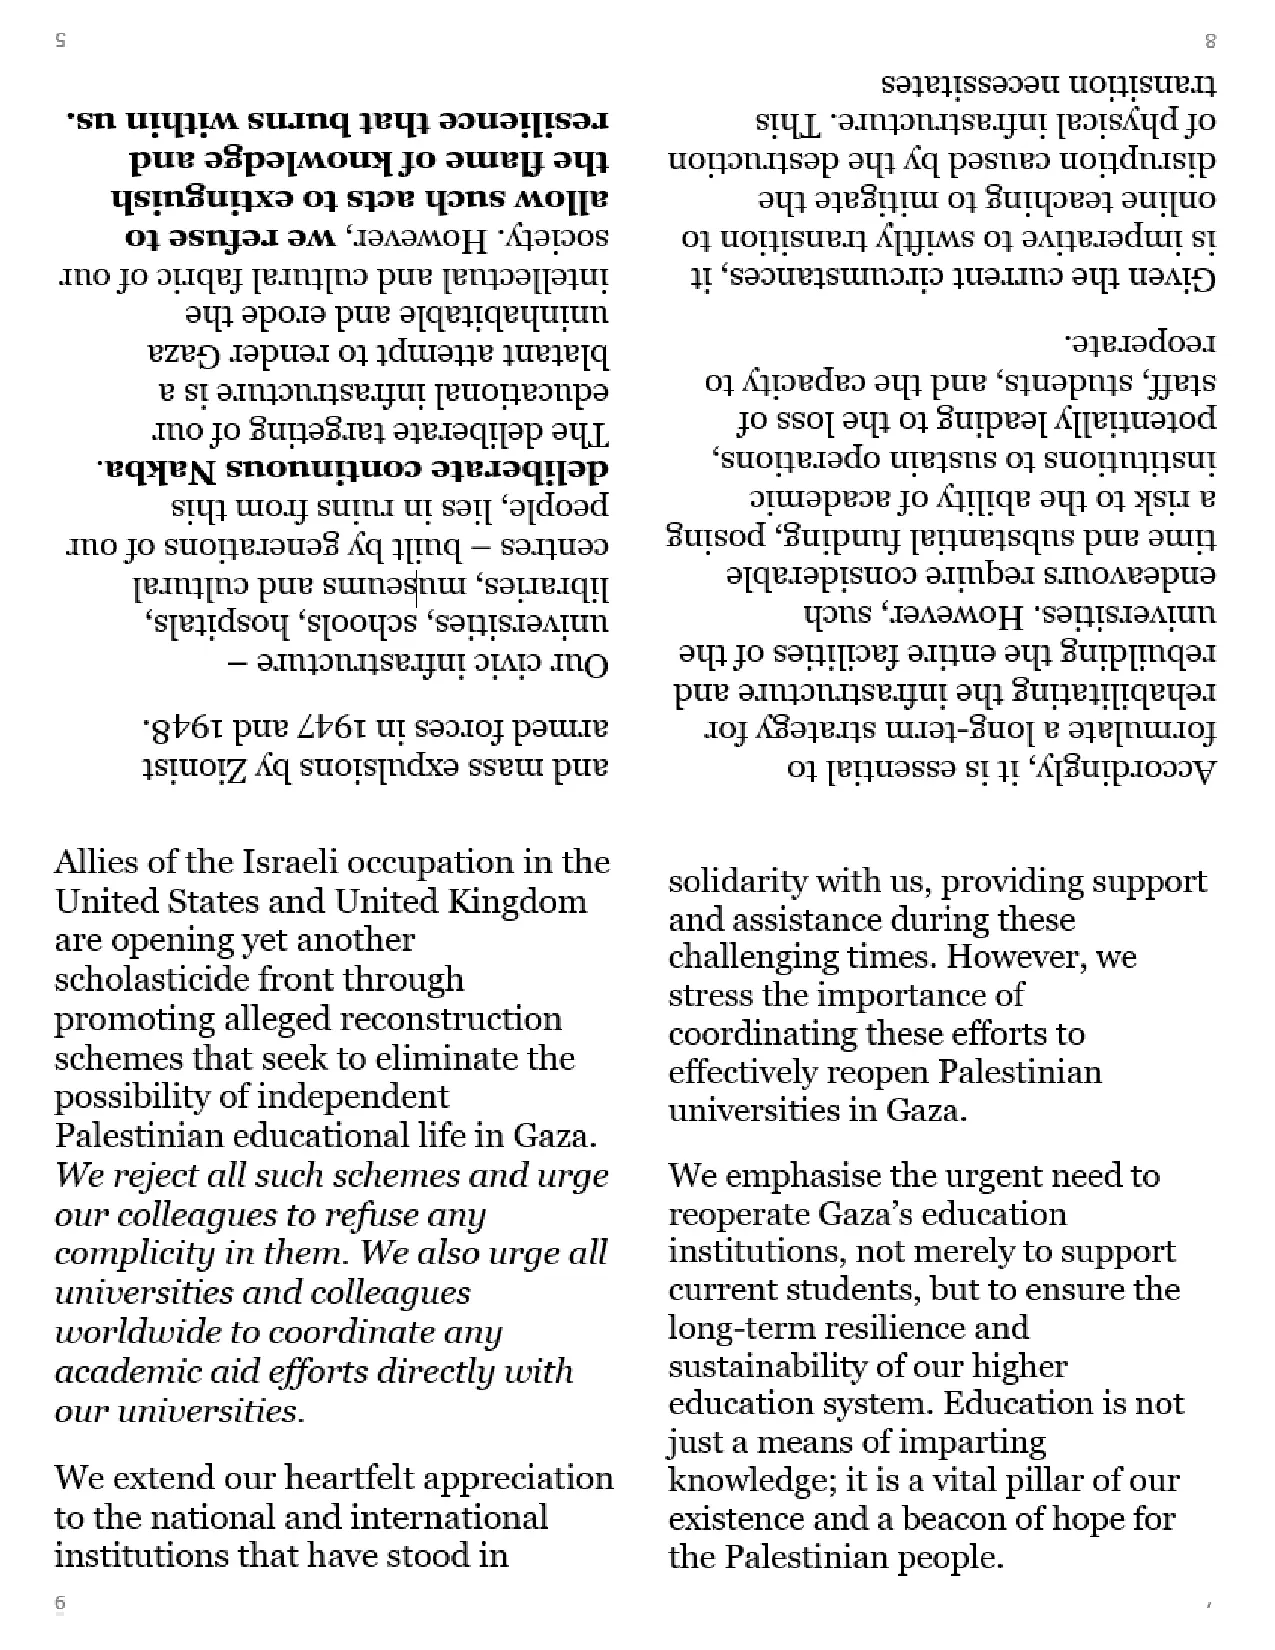 and mass expulsions by Zionist
armed forces in 1947 and 1948.
Our civic infrastructure –
universities, schools, hospitals,
libraries, museums and cultural
centres – built by generations of our
people, lies in ruins from this
deliberate continuous Nakba.
The deliberate targeting of our
educational infrastructure is a
blatant attempt to render Gaza
uninhabitable and erode the
intellectual and cultural fabric of our
society. However, we refuse to
allow such acts to extinguish
the flame of knowledge and
resilience that burns within us.
5
Allies of the Israeli occupation in the
United States and United Kingdom
are opening yet another
scholasticide front through
promoting alleged reconstruction
schemes that seek to eliminate the
possibility of independent
Palestinian educational life in Gaza.
We reject all such schemes and urge
our colleagues to refuse any
complicity in them. We also urge all
universities and colleagues
worldwide to coordinate any
academic aid efforts directly with
our universities.
We extend our heartfelt appreciation
to the national and international
institutions that have stood in
6
solidarity with us, providing support
and assistance during these
challenging times. However, we
stress the importance of
coordinating these efforts to
effectively reopen Palestinian
universities in Gaza.
We emphasise the urgent need to
reoperate Gaza’s education
institutions, not merely to support
current students, but to ensure the
long-term resilience and
sustainability of our higher
education system. Education is not
just a means of imparting
knowledge; it is a vital pillar of our
existence and a beacon of hope for
the Palestinian people.
Accordingly, it is essential to
formulate a long-term strategy for
rehabilitating the infrastructure and
rebuilding the entire facilities of the
universities. However, such
endeavours require considerable
time and substantial funding, posing
a risk to the ability of academic
institutions to sustain operations,
potentially leading to the loss of
staff, students, and the capacity to
reoperate.
Given the current circumstances, it
is imperative to swiftly transition to
online teaching to mitigate the
disruption caused by the destruction
of physical infrastructure. This
transition necessitates
8